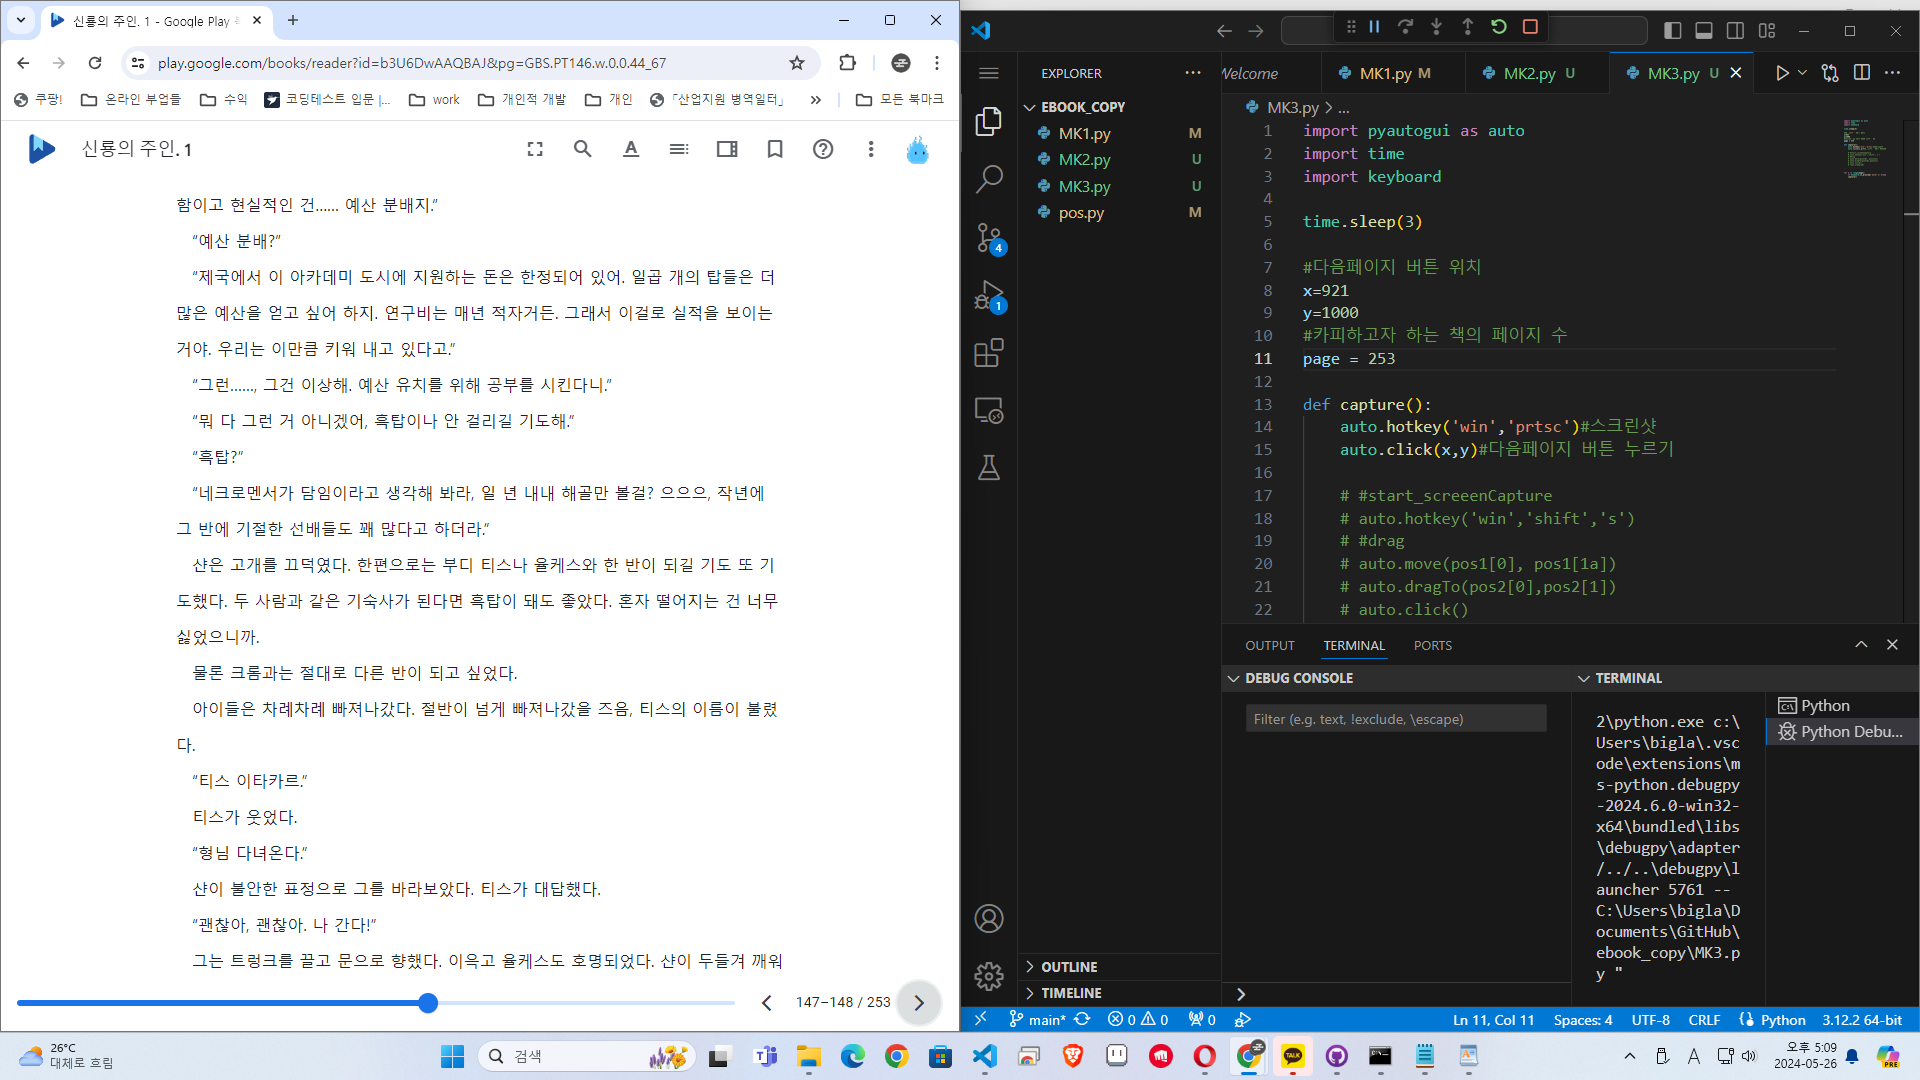 신룡의 주인. 1 - Google Play
play.google.com/books/reader?id=b3U6DwAAQBAJ&pg=GBS.PT146.w.0.0.44_67
쿠팡!
온라인 부업들
수익
코딩테스트 입문 |...
work
개인적 개발
개인
「산업지원 병역일터」
모든 북마크
신룡의 주인. 1
함이고 현실적인 건...... 예산 분배지.”
“예산 분배?”
“제국에서 이 아카데미 도시에 지원하는 돈은 한정되어 있어. 일곱 개의 탑들은 더
많은 예산을 얻고 싶어 하지. 연구비는 매년 적자거든. 그래서 이걸로 실적을 보이는
거야. 우리는 이만큼 키워 내고 있다고.”
“그런......, 그건 이상해. 예산 유치를 위해 공부를 시킨다니.”
“뭐 다 그런 거 아니겠어, 흑탑이나 안 걸리길 기도해.”
“흑탑?”
“네크로멘서가 담임이라고 생각해 봐라, 일 년 내내 해골만 볼걸? 으으으, 작년에
그 반에 기절한 선배들도 꽤 많다고 하더라.”
샨은 고개를 끄덕였다. 한편으로는 부디 티스나 율케스와 한 반이 되길 기도 또 기
도했다. 두 사람과 같은 기숙사가 된다면 흑탑이 돼도 좋았다. 혼자 떨어지는 건 너무
싫었으니까.
물론 크롬과는 절대로 다른 반이 되고 싶었다.
아이들은 차례차례 빠져나갔다. 절반이 넘게 빠져나갔을 즈음, 티스의 이름이 불렸
다.
“티스 이타카르.”
티스가 웃었다.
“형님 다녀온다.”
샨이 불안한 표정으로 그를 바라보았다. 티스가 대답했다.
“괜찮아, 괜찮아. 나 간다!”
그는 트렁크를 끌고 문으로 향했다. 이윽고 율케스도 호명되었다. 샨이 두들겨 깨워
147–148 / 253
EXPLORER
EBOOK_COPY
MK1.py M
MK2.py U
MK3.py U
pos.py M
OUTLINE
TIMELINE
Welcome
MK1.py M
MK2.py U
MK3.py U
MK3.py > ...
1 import pyautogui as auto
2 import time
3 import keyboard
4
5 time.sleep(3)
6
7 #다음페이지 버튼 위치
8 x=921
9 y=1000
10 #카피하고자 하는 책의 페이지 수
11 page = 253
12
13 def capture():
14 auto.hotkey('win','prtsc')#스크린샷
15 auto.click(x,y)#다음페이지 버튼 누르기
16
17 # #start_screeenCapture
18 # auto.hotkey('win','shift','s')
19 # #drag
20 # auto.move(pos1[0], pos1[1a])
21 # auto.dragTo(pos2[0],pos2[1])
22 # auto.click()
OUTPUT
TERMINAL
PORTS
DEBUG CONSOLE
Filter (e.g. text, !exclude, \escape)
TERMINAL
2\python.exe c:\
Users\bigla\.vsc
ode\extensions\m
s-python.debugpy
-2024.6.0-win32-
x64\bundled\libs
\debugpy\adapter
/../..\debugpy\l
auncher 5761 --
C:\Users\bigla\D
ocuments\GitHub\
ebook_copy\MK3.p
y "
Python
Python Debu...
4
1
main*
0 0
0
Ln 11, Col 11
Spaces: 4
UTF-8
CRLF
Python
3.12.2 64-bit
26°C
대체로 흐림
검색
TALK
A
오후 5:09
2024-05-26
PRE